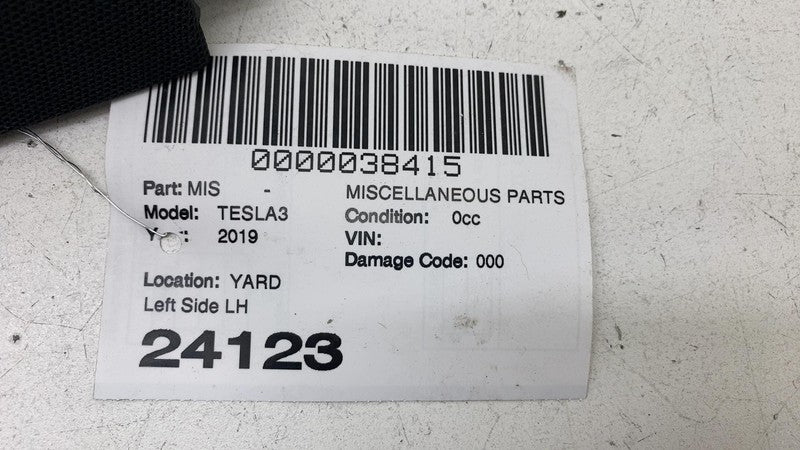 0000038415
Part: MIS - MISCELLANEOUS PARTS
Model: TESLA3 Condition: 0cc
2019 VIN:
Damage Code: 000
Location: YARD
Left Side LH
24123